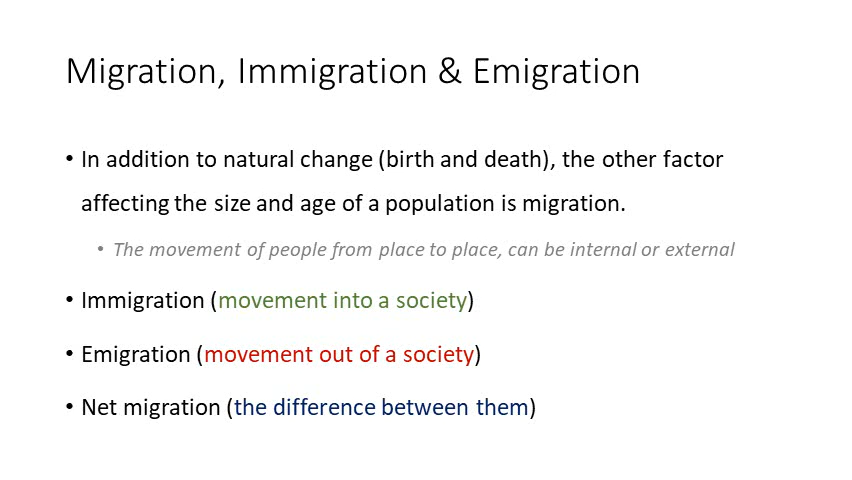 Migration, Immigration & Emigration
• In addition to natural change (birth and death), the other factor
affecting the size and age of a population is migration.
• The movement of people from place to place, can be internal or external
• Immigration (movement into a society)
• Emigration (movement out of a society)
• Net migration (the difference between them)